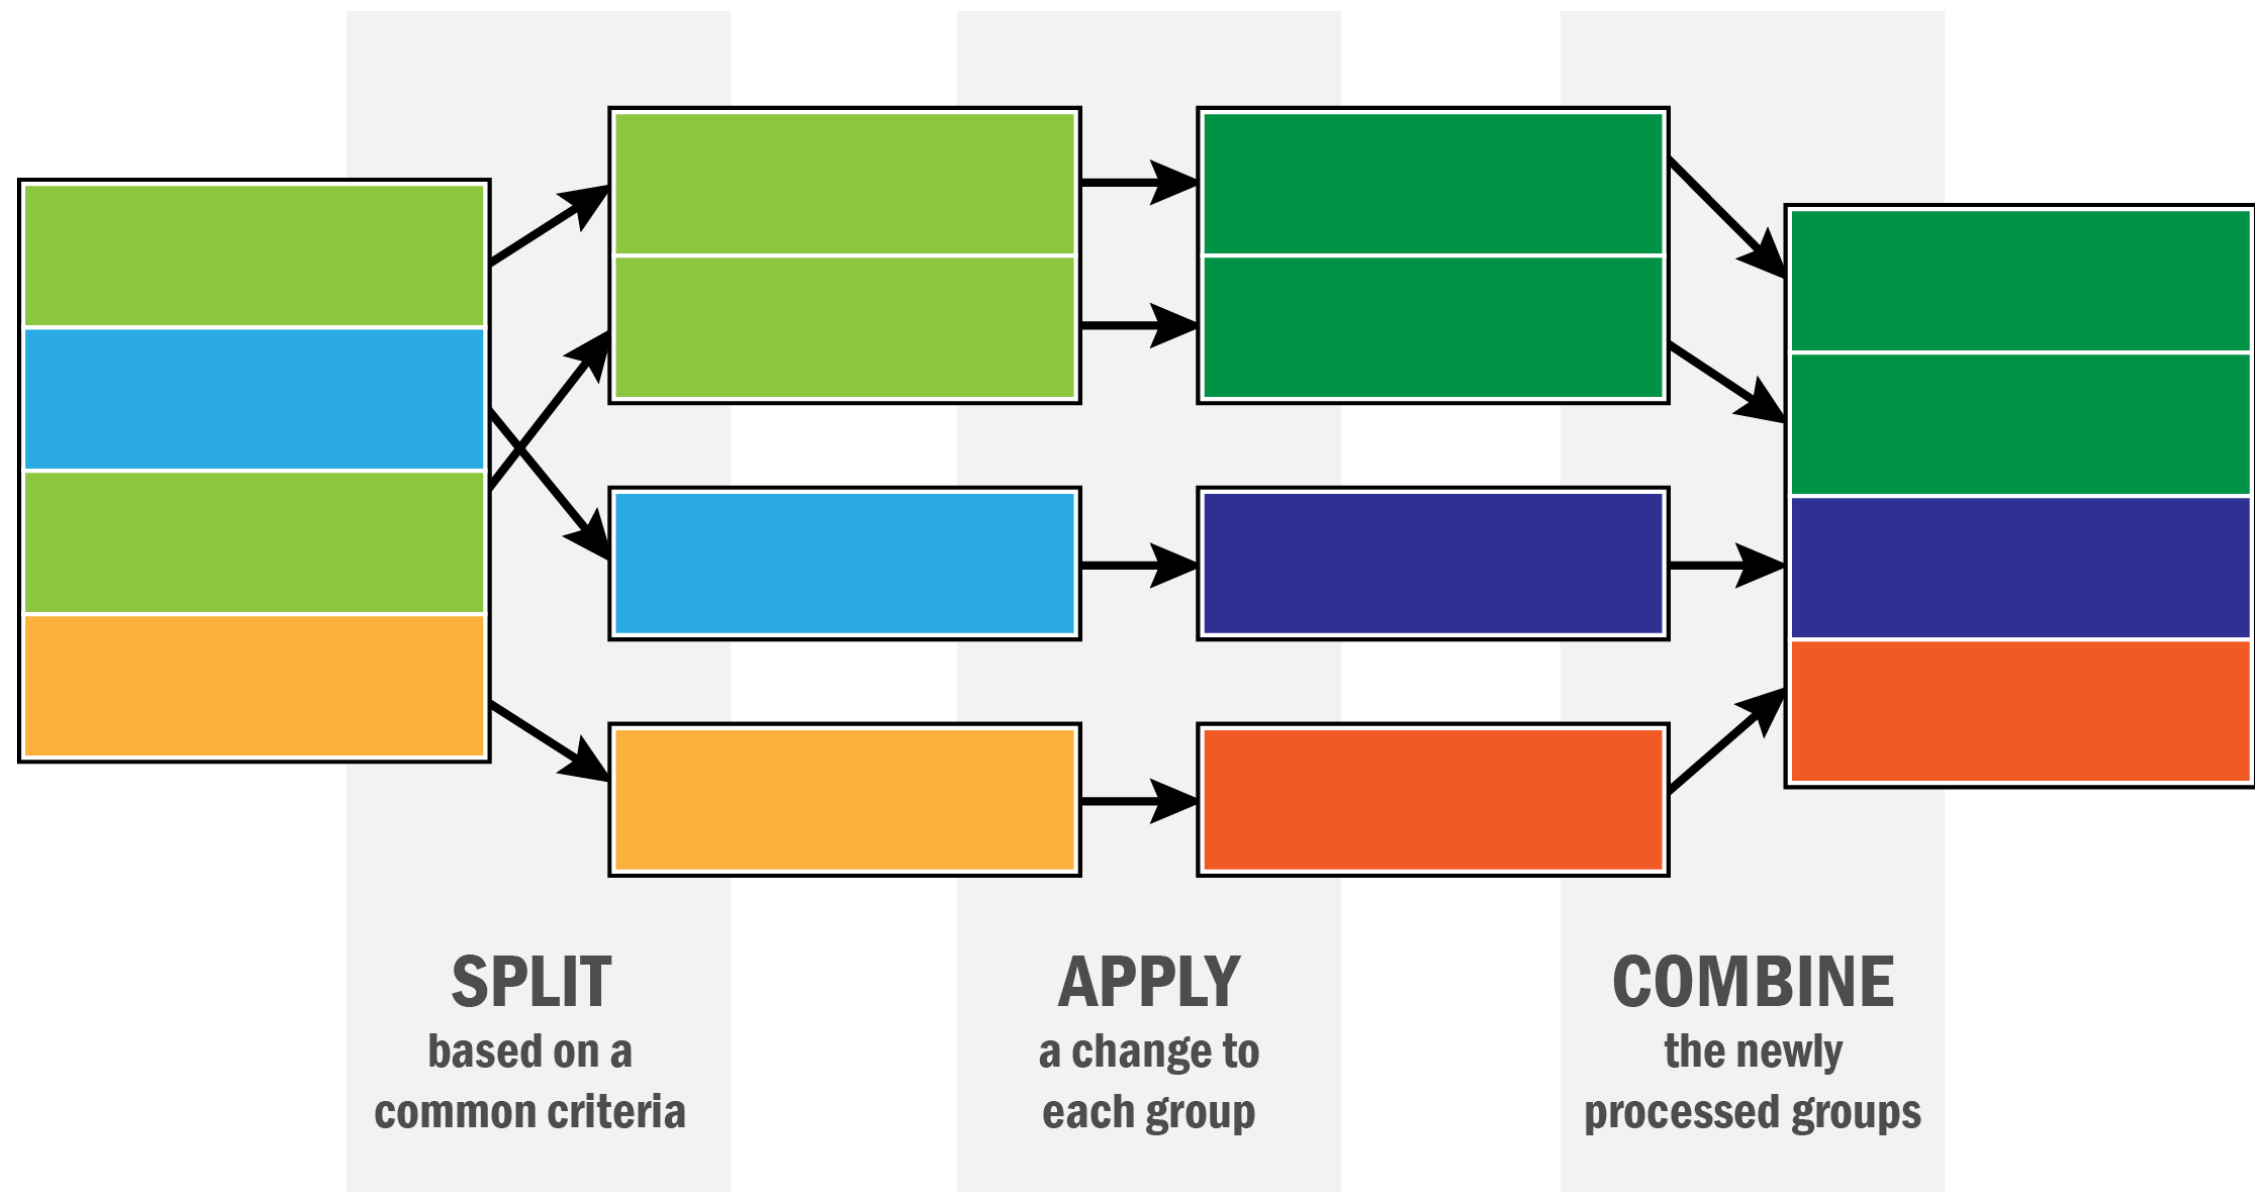 SPLIT
based on a
common criteria
APPLY
a change to
each group
COMBINE
the newly
processed groups